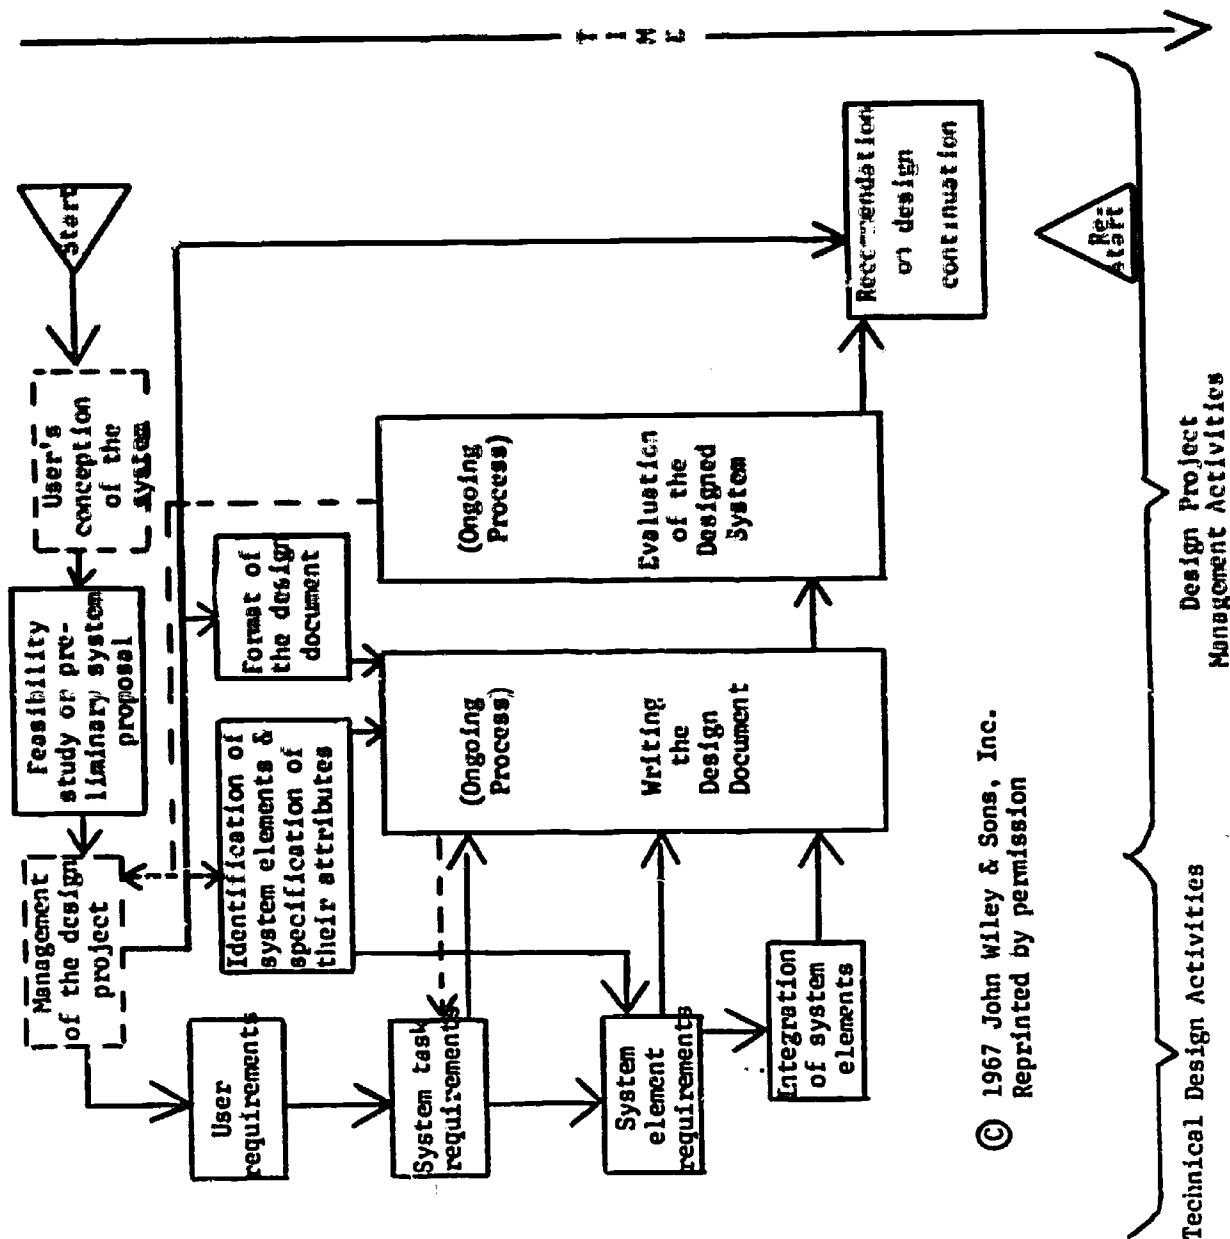 TIME
Start
User's
conception
of the
system
Feasibility
study or pre-
liminary system
proposal
Management
of the design
project
Format of
the design
document
Identification of
system elements &
specification of
their attributes
User
requirements
System task
requirements
System
element
requirements
Integration
of system
elements
(Ongoing
Process)
Writing
the
Design
Document
(Ongoing
Process)
Evaluation
of the
Designed
System
Recommendation
on design
continuation
Re-
start
© 1967 John Wiley & Sons, Inc.
Reprinted by permission
Technical Design Activities
Design Project
Management Activities